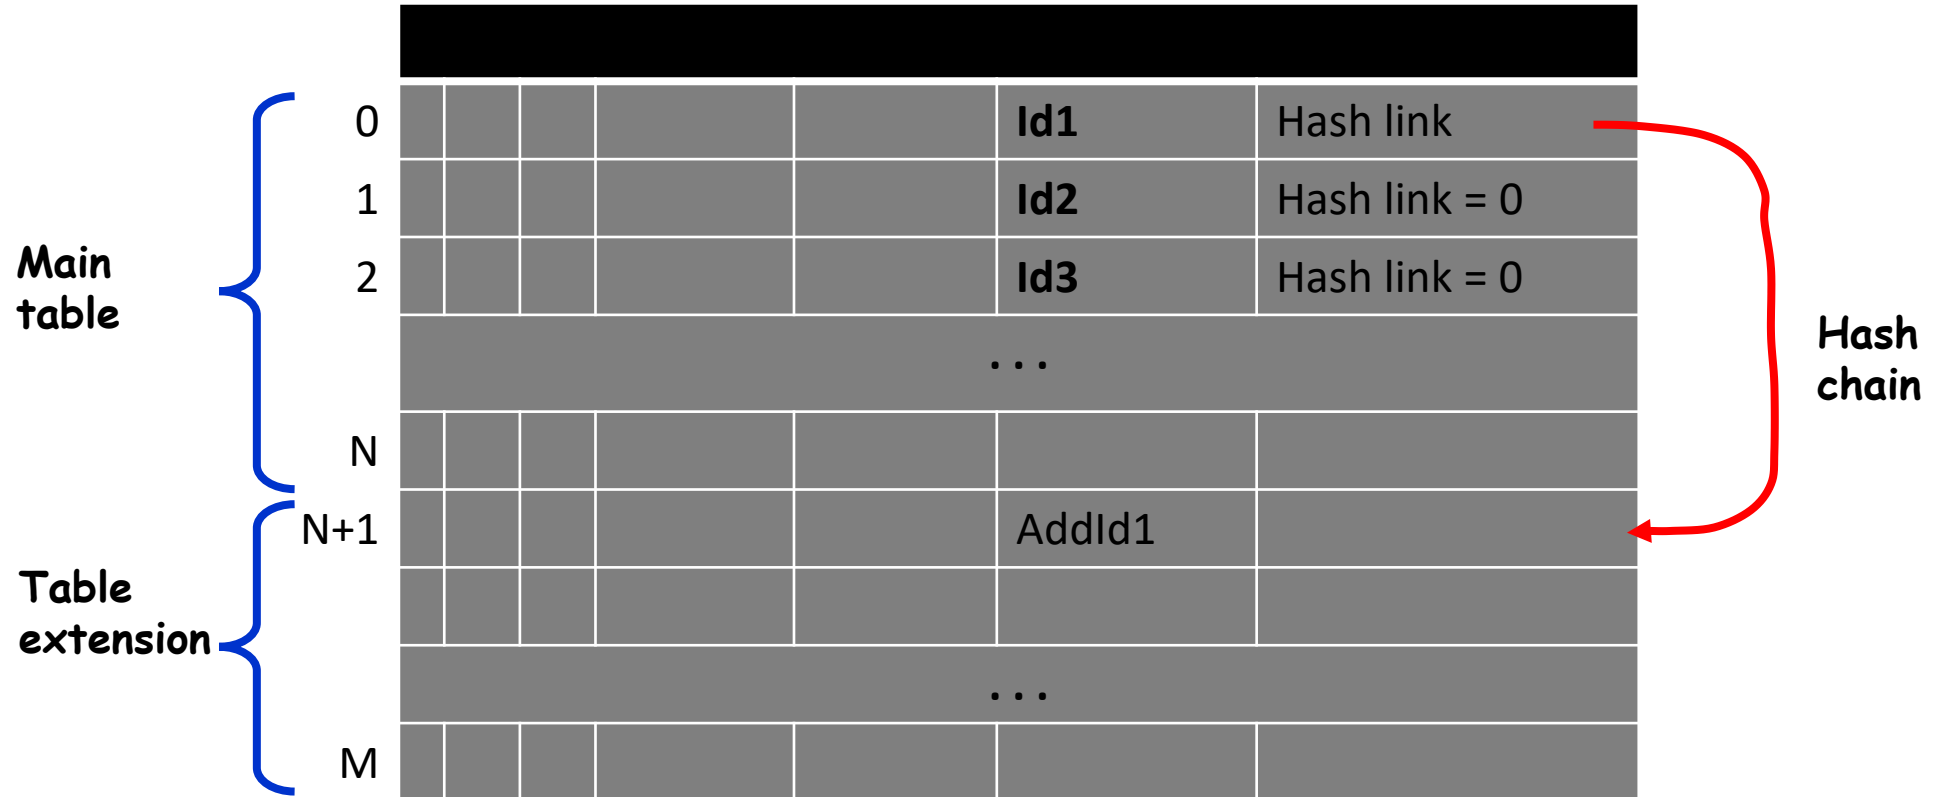 0 Id1 Hash link
1 Id2 Hash link = 0
Main
table
2 Id3 Hash link = 0
...
Hash
chain
N
N+1 AddId1
Table
extension
...
M